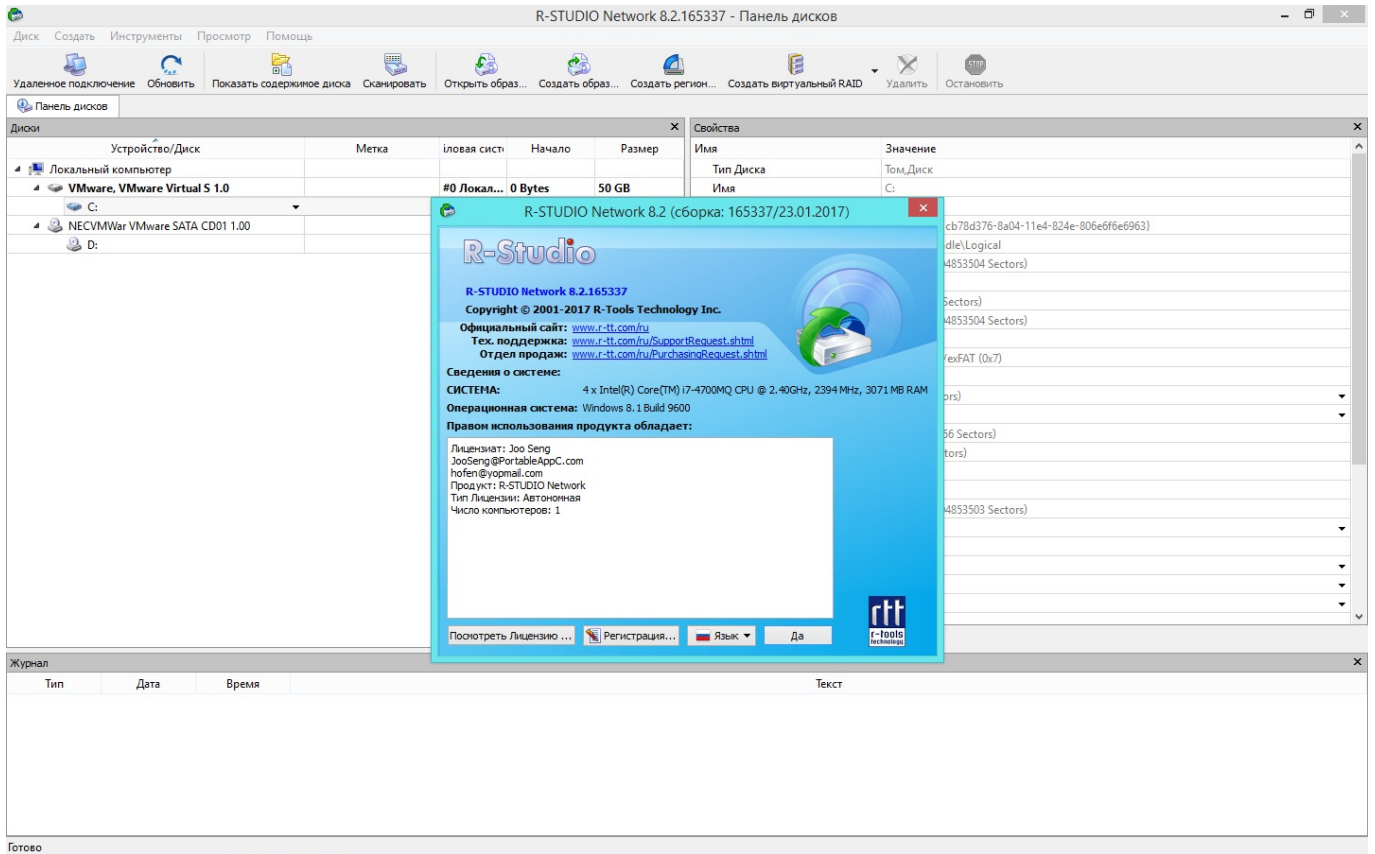 R-STUDIO Network 8.2.165337 - Панель дисков
Диск Создать Инструменты Просмотр Помощь
Удаленное подключение Обновить Показать содержимое диска Сканировать Открыть образ... Создать образ... Создать регион... Создать виртуальный RAID Удалить Остановить
STOP
Панель дисков
Диски
Свойства
Устройство/Диск Метка іловая систе Начало Размер
Имя Значение
Локальный компьютер
Тип Диска Том,Диск
VMware, VMware Virtual S 1.0 #0 Локал... 0 Bytes 50 GB
Имя C:
C:
NECVMWar VMware SATA CD01 1.00
D:
cb78d376-8a04-11e4-824e-806e6f6e6963}
dle\Logical
4853504 Sectors)
Sectors)
4853504 Sectors)
/exFAT (0x7)
ors)
56 Sectors)
tors)
4853503 Sectors)
R-STUDIO Network 8.2 (сборка: 165337/23.01.2017)
R-Studio
R-STUDIO Network 8.2.165337
Copyright © 2001-2017 R-Tools Technology Inc.
Официальный сайт: www.r-tt.com/ru
Тех. поддержка: www.r-tt.com/ru/SupportRequest.shtml
Отдел продаж: www.r-tt.com/ru/PurchasingRequest.shtml
Сведения о системе:
СИСТЕМА: 4 x Intel(R) Core(TM) i7-4700MQ CPU @ 2.40GHz, 2394 MHz, 3071 MB RAM
Операционная система: Windows 8.1 Build 9600
Правом использования продукта обладает:
Лицензиат: Joo Seng
JooSeng@PortableAppC.com
hofen@yopmail.com
Продукт: R-STUDIO Network
Тип Лицензии: Автономная
Число компьютеров: 1
rtt
r-tools
technology
Посмотреть Лицензию ... Регистрация... Язык Да
Журнал
Тип Дата Время Текст
Готово